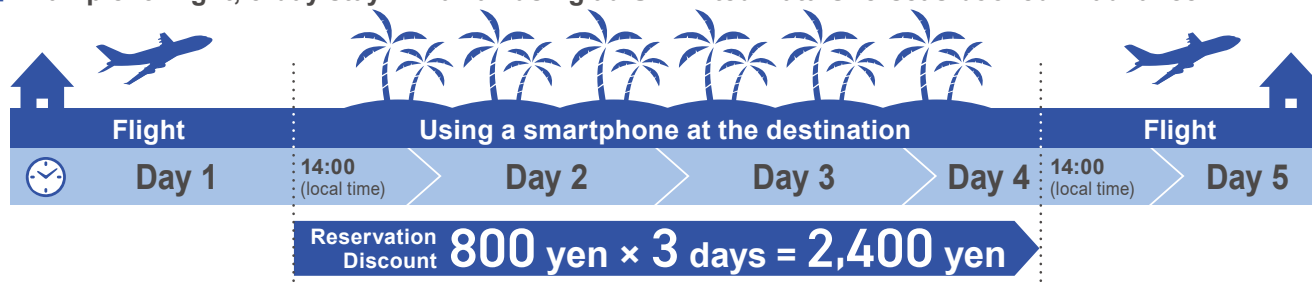 Flight
Using a smartphone at the destination
Flight
Day 1
14:00
(local time)
Day 2
Day 3
Day 4
14:00
(local time)
Day 5
Reservation
Discount
800 yen × 3 days = 2,400 yen